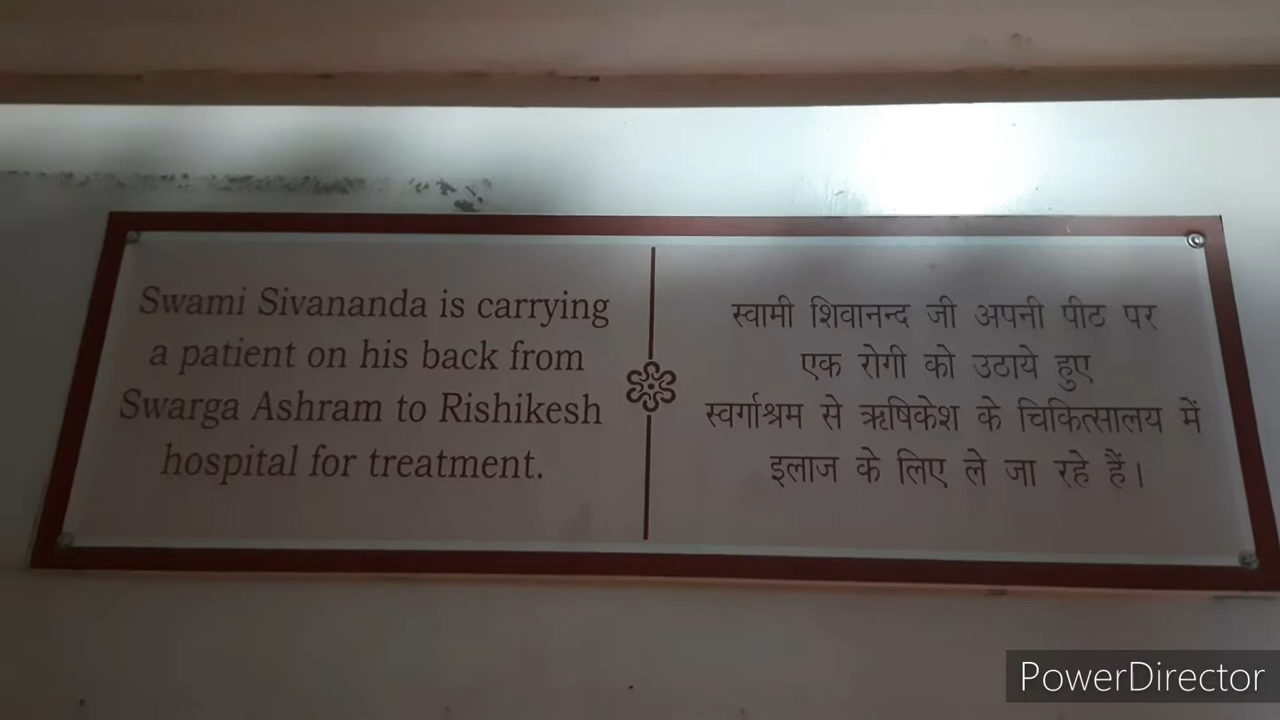 Swami Sivananda is carrying
a patient on his back from
Swarga Ashram to Rishikesh
hospital for treatment.
स्वामी शिवानन्द जी अपनी पीठ पर
एक रोगी को उठाये हुए
स्वर्गाश्रम से ऋषिकेश के चिकित्सालय में
इलाज के लिए ले जा रहे हैं।
PowerDirector